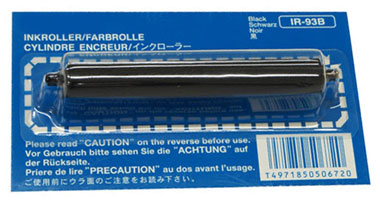 Black
Schwarz
Noir
黒
IR-93B
INKROLLER/FARBROLLE
CYLINDRE ENCREUR/インクローラー
Please read "CAUTION" on the reverse before use.
Vor Gebrauch bitte sehen Sie die "ACHTUNG" auf
der Rückseite.
Priere de lire "PRECAUTION" au dos avant l'usage.
ご使用前にウラ面のご注意をお読み下さい
4971850506720